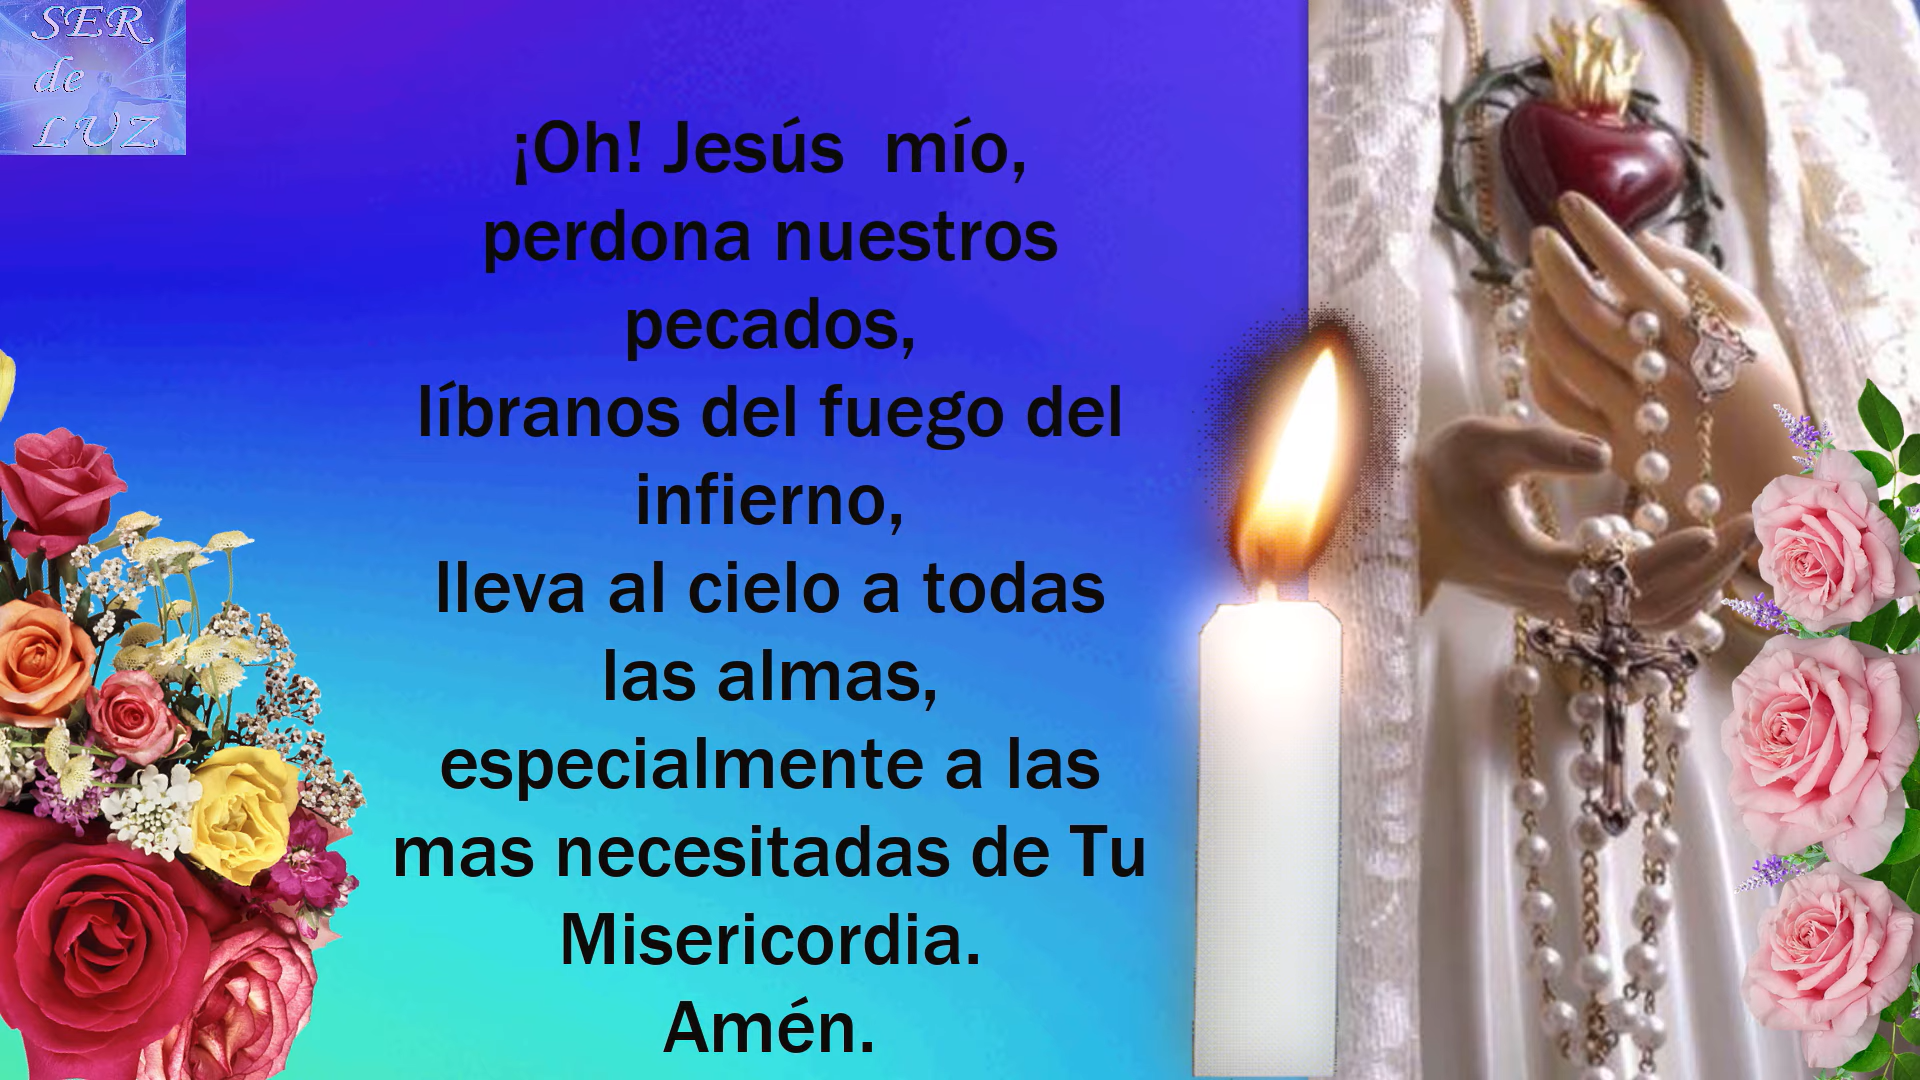 SER
de
LUZ
¡Oh! Jesús  mío,
perdona nuestros
pecados,
líbranos del fuego del
infierno,
lleva al cielo a todas
las almas,
especialmente a las
mas necesitadas de Tu
Misericordia.
Amén.